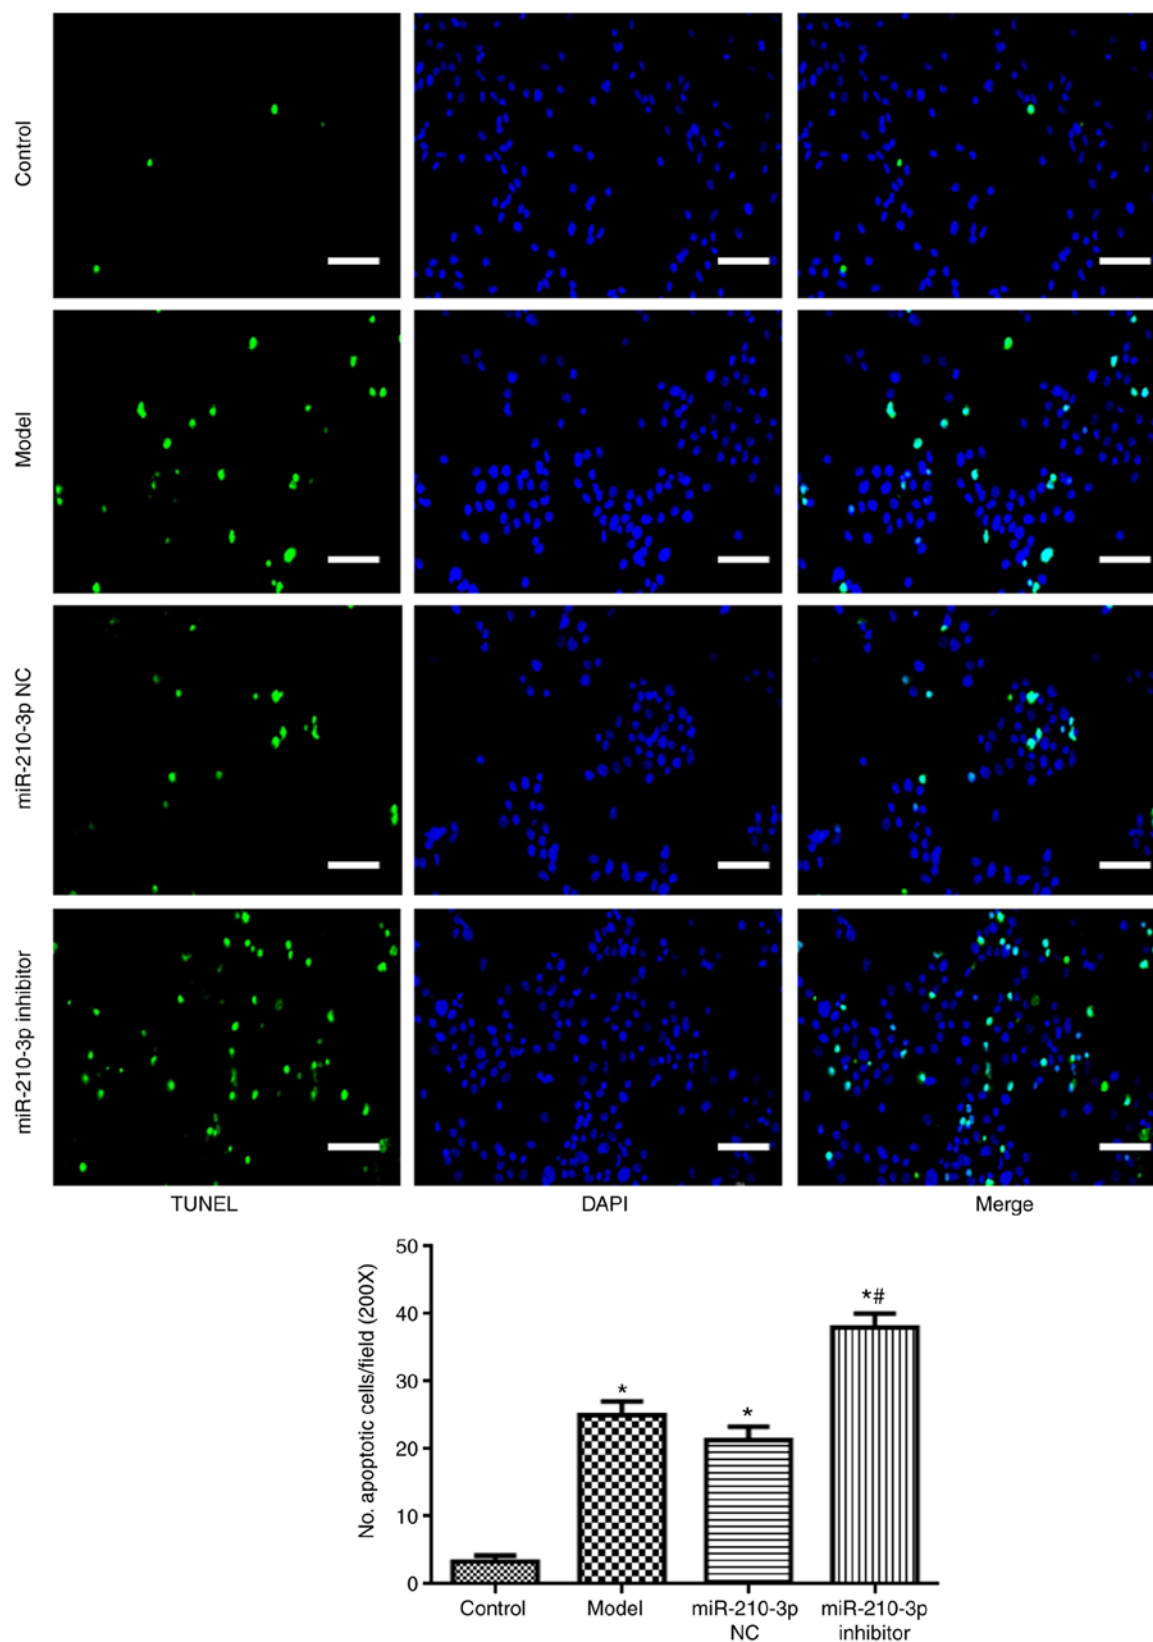 Control
Model
miR-210-3p NC
miR-210-3p inhibitor
TUNEL
DAPI
Merge
No. apoptotic cells/field (200X)
50
40
30
20
10
0
*
*
*#
Control
Model
miR-210-3p
NC
miR-210-3p
inhibitor